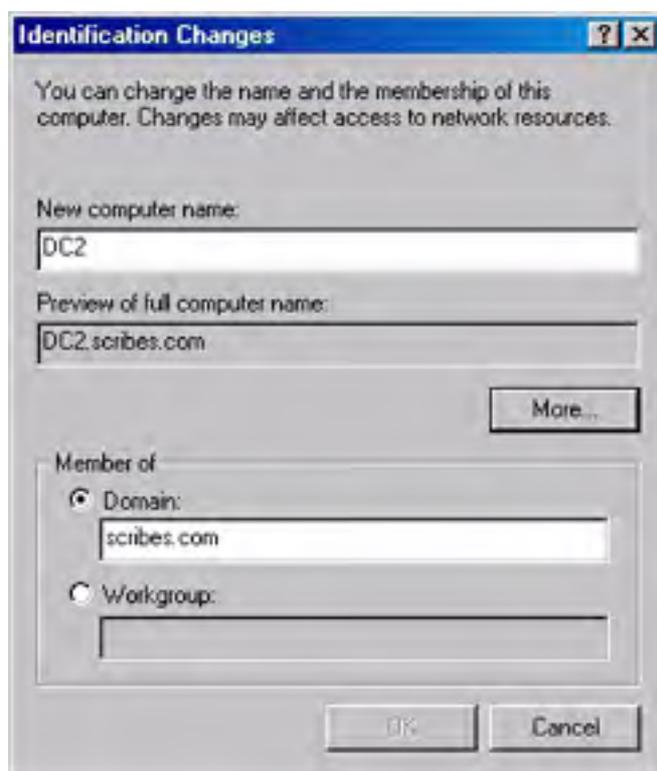 Identification Changes
You can change the name and the membership of this
computer. Changes may affect access to network resources.
New computer name:
DC2
Preview of full computer name:
DC2.scribes.com
More...
Member of
Domain:
scribes.com
Workgroup:
OK
Cancel